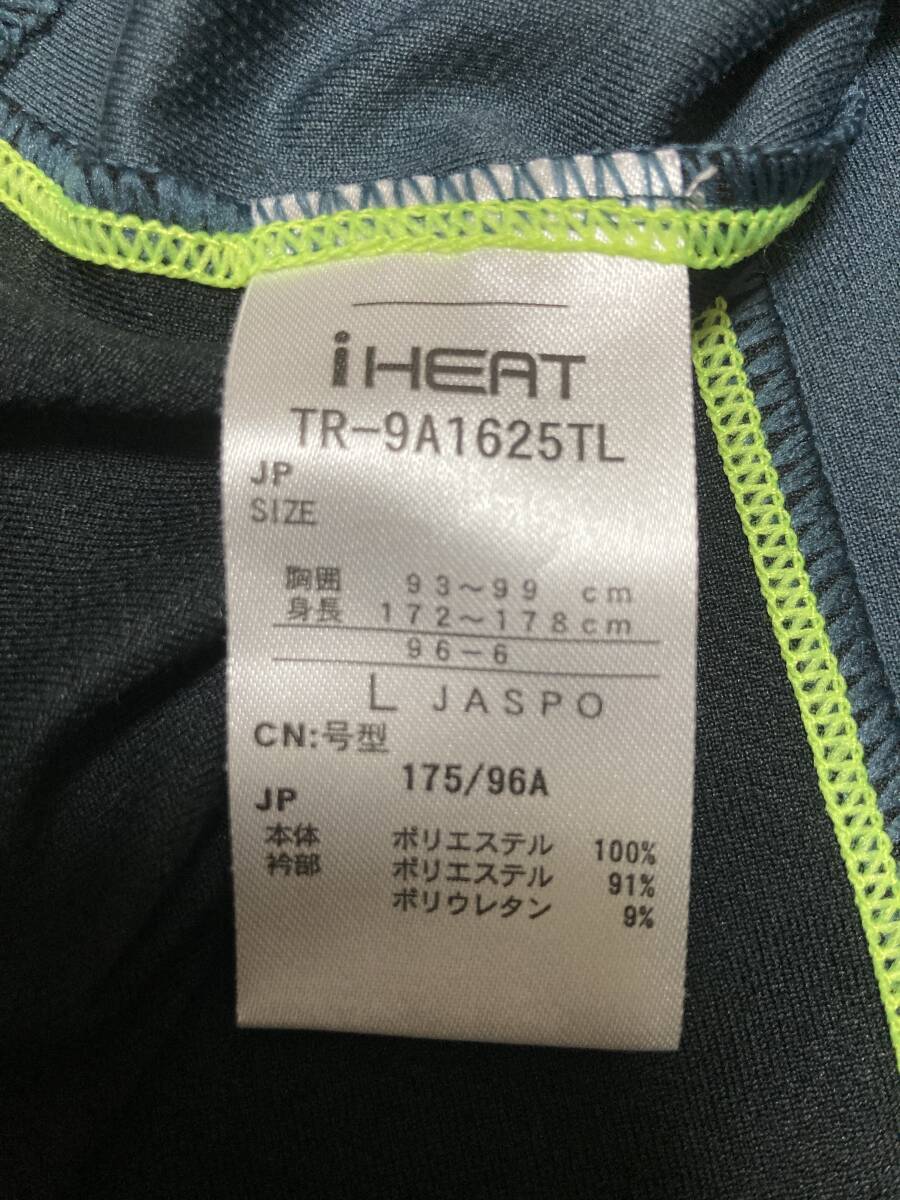 i HEAT
TR-9A1625TL
JP
SIZE
胸囲 93〜99 cm
身長 172〜178cm
96-6
L JASPO
CN:号型
175/96A
JP
本体 ポリエステル 100%
衿部 ポリエステル 91%
ポリウレタン 9%